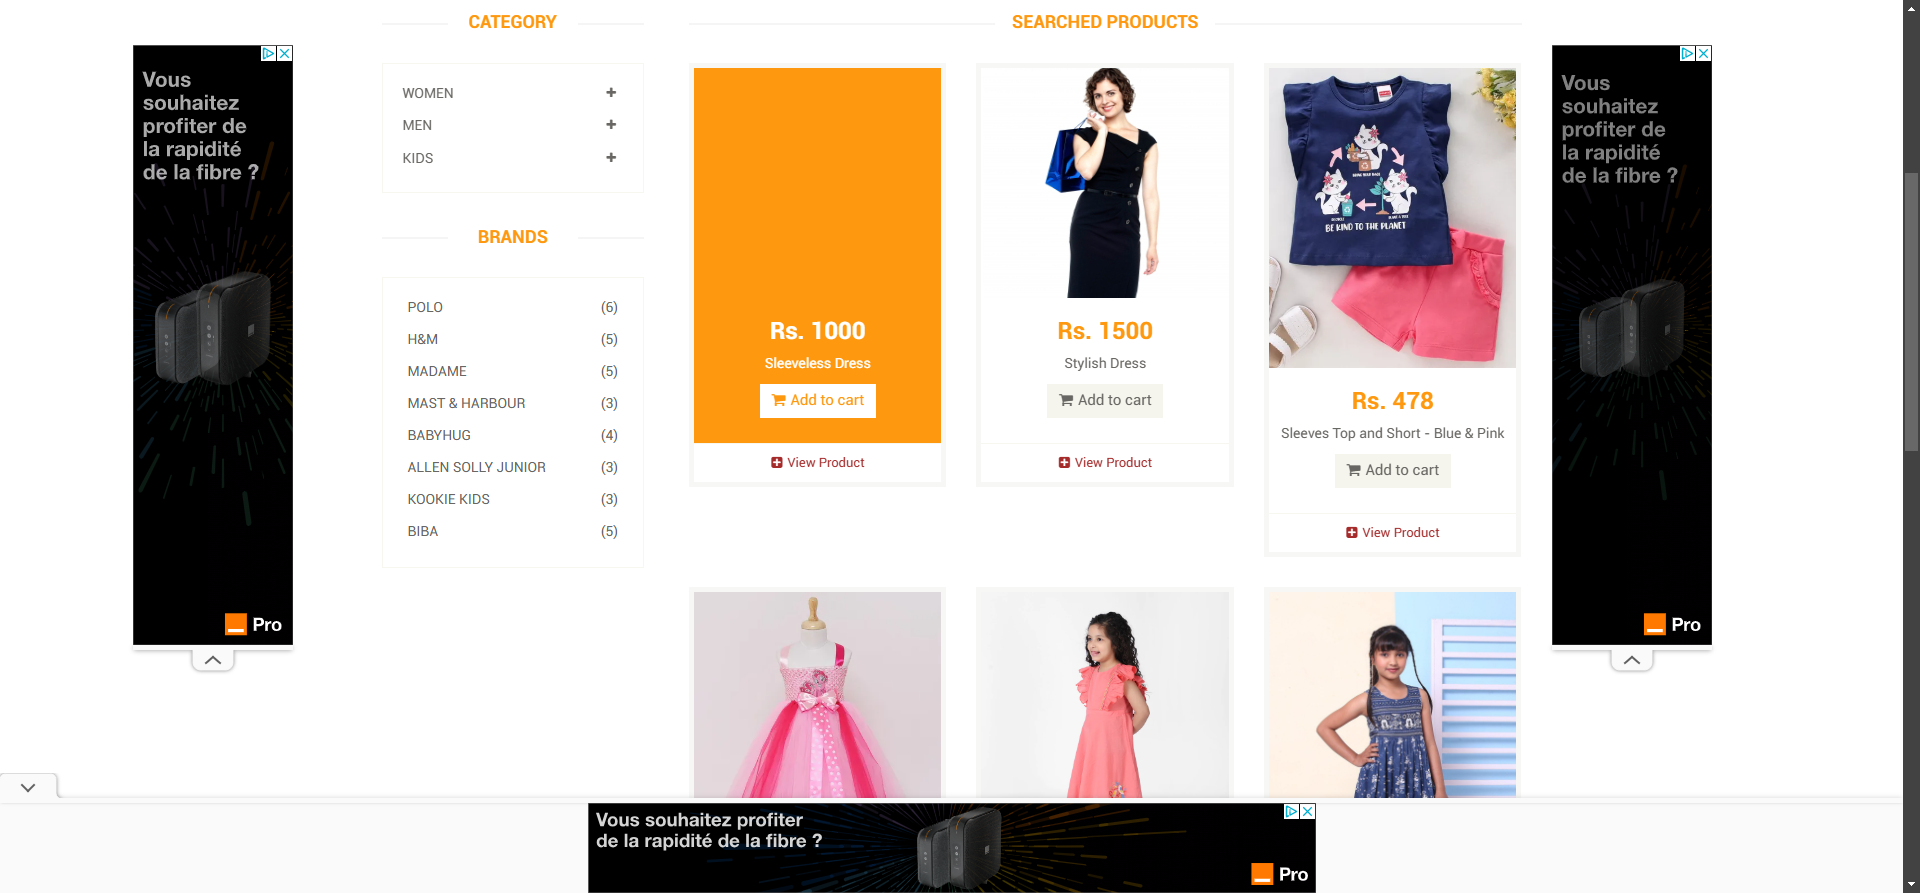 CATEGORY
SEARCHED PRODUCTS
Vous
souhaitez
profiter de
la rapidité
de la fibre ?
Pro
WOMEN
MEN
KIDS
BRANDS
POLO (6)
H&M (5)
MADAME (5)
MAST & HARBOUR (3)
BABYHUG (4)
ALLEN SOLLY JUNIOR (3)
KOOKIE KIDS (3)
BIBA (5)
Rs. 1000
Sleeveless Dress
Add to cart
View Product
Rs. 1500
Stylish Dress
Add to cart
View Product
BE KIND TO THE PLANET
Rs. 478
Sleeves Top and Short - Blue & Pink
Add to cart
View Product
Vous
souhaitez
profiter de
la rapidité
de la fibre ?
Pro
Vous souhaitez profiter
de la rapidité de la fibre ?
Pro